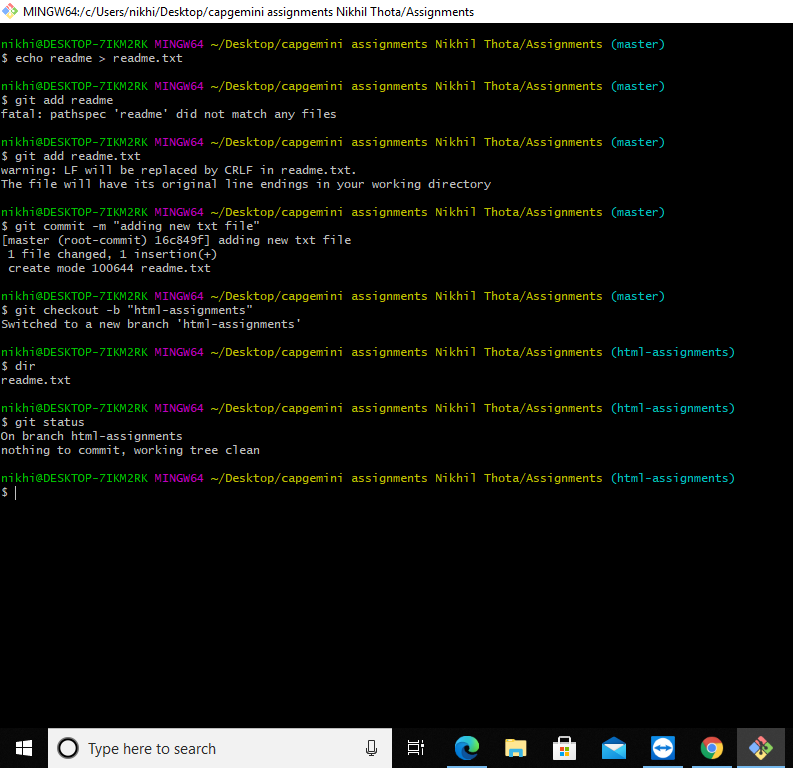 MINGW64:/c/Users/nikhi/Desktop/capgemini assignments Nikhil Thota/Assignments
nikhi@DESKTOP-7IKM2RK MINGW64 ~/Desktop/capgemini assignments Nikhil Thota/Assignments (master)
$ echo readme > readme.txt
nikhi@DESKTOP-7IKM2RK MINGW64 ~/Desktop/capgemini assignments Nikhil Thota/Assignments (master)
$ git add readme
fatal: pathspec 'readme' did not match any files
nikhi@DESKTOP-7IKM2RK MINGW64 ~/Desktop/capgemini assignments Nikhil Thota/Assignments (master)
$ git add readme.txt
warning: LF will be replaced by CRLF in readme.txt.
The file will have its original line endings in your working directory
nikhi@DESKTOP-7IKM2RK MINGW64 ~/Desktop/capgemini assignments Nikhil Thota/Assignments (master)
$ git commit -m "adding new txt file"
[master (root-commit) 16c849f] adding new txt file
 1 file changed, 1 insertion(+)
 create mode 100644 readme.txt
nikhi@DESKTOP-7IKM2RK MINGW64 ~/Desktop/capgemini assignments Nikhil Thota/Assignments (master)
$ git checkout -b "html-assignments"
Switched to a new branch 'html-assignments'
nikhi@DESKTOP-7IKM2RK MINGW64 ~/Desktop/capgemini assignments Nikhil Thota/Assignments (html-assignments)
$ dir
readme.txt
nikhi@DESKTOP-7IKM2RK MINGW64 ~/Desktop/capgemini assignments Nikhil Thota/Assignments (html-assignments)
$ git status
On branch html-assignments
nothing to commit, working tree clean
nikhi@DESKTOP-7IKM2RK MINGW64 ~/Desktop/capgemini assignments Nikhil Thota/Assignments (html-assignments)
$
Type here to search